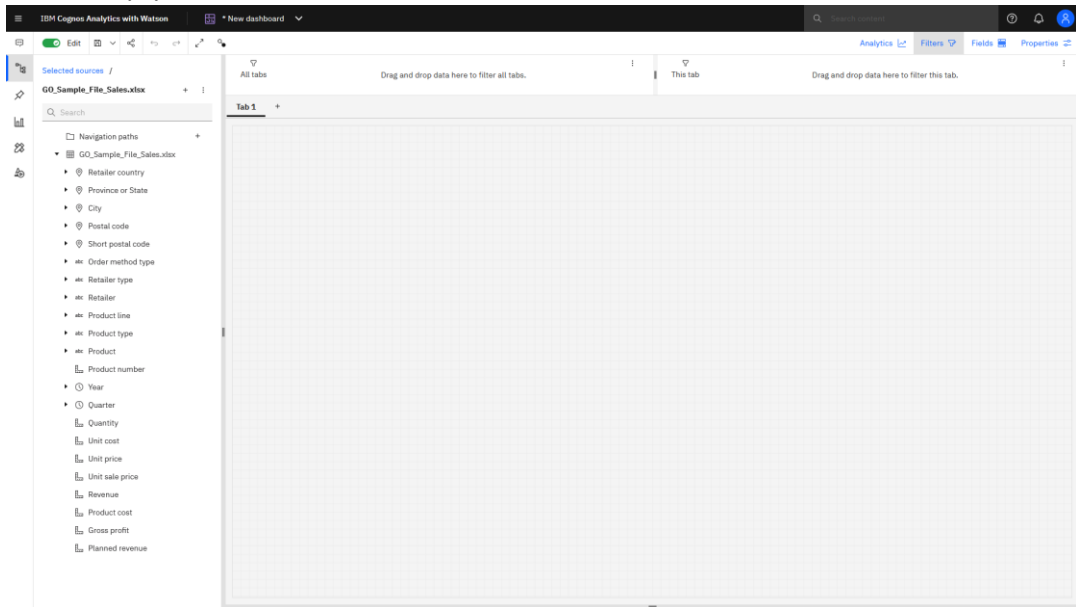 IBM Cognos Analytics with Watson
* New dashboard
Search content
Edit
Analytics
Filters
Fields
Properties
Selected sources /
GO_Sample_File_Sales.xlsx
Search
Navigation paths
GO_Sample_File_Sales.xlsx
Retailer country
Province or State
City
Postal code
Short postal code
abc Order method type
abc Retailer type
abc Retailer
abc Product line
abc Product type
abc Product
Product number
Year
Quarter
Quantity
Unit cost
Unit price
Unit sale price
Revenue
Product cost
Gross profit
Planned revenue
All tabs
Drag and drop data here to filter all tabs.
This tab
Drag and drop data here to filter this tab.
Tab 1 +